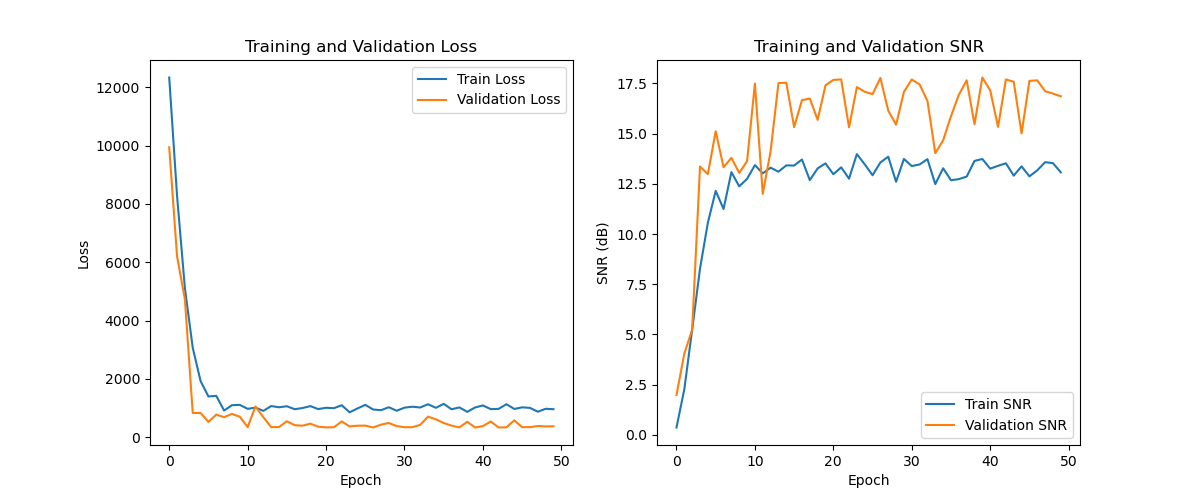 Training and Validation Loss
Train Loss
Validation Loss
Loss
12000
10000
8000
6000
4000
2000
0
0 10 20 30 40 50
Epoch
Training and Validation SNR
SNR (dB)
17.5
15.0
12.5
10.0
7.5
5.0
2.5
0.0
Train SNR
Validation SNR
0 10 20 30 40 50
Epoch